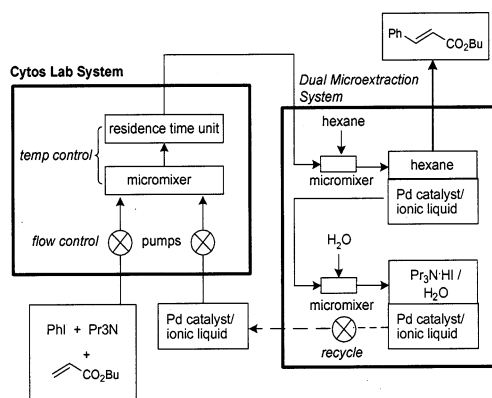 Ph
CO2Bu
Cytos Lab System
Dual Microextraction
System
residence time unit
temp control
micromixer
flow control
pumps
hexane
micromixer
hexane
Pd catalyst/
ionic liquid
H2O
micromixer
Pr3N·HI /
H2O
Pd catalyst/
ionic liquid
recycle
PhI + Pr3N
+
CO2Bu
Pd catalyst/
ionic liquid